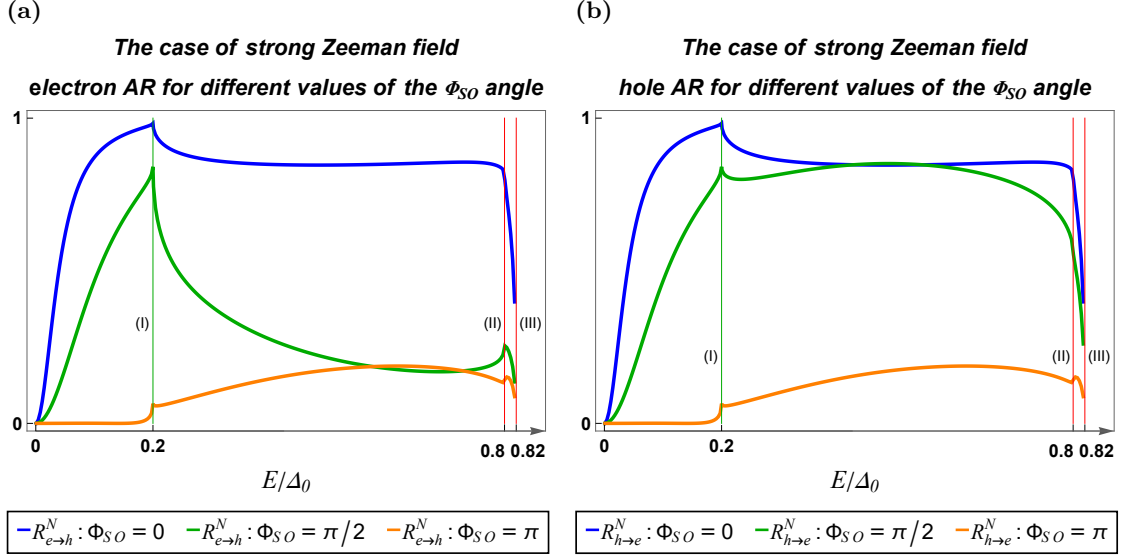 (a)
The case of strong Zeeman field
electron AR for different values of the Φ_SO angle
1
(I)
(II)
(III)
0
0
0.2
0.8
0.82
E/Δ₀
R^N_{e→h} : Φ_SO = 0
R^N_{e→h} : Φ_SO = π/2
R^N_{e→h} : Φ_SO = π
(b)
The case of strong Zeeman field
hole AR for different values of the Φ_SO angle
1
(I)
(II)
(III)
0
0
0.2
0.8
0.82
E/Δ₀
R^N_{h→e} : Φ_SO = 0
R^N_{h→e} : Φ_SO = π/2
R^N_{h→e} : Φ_SO = π